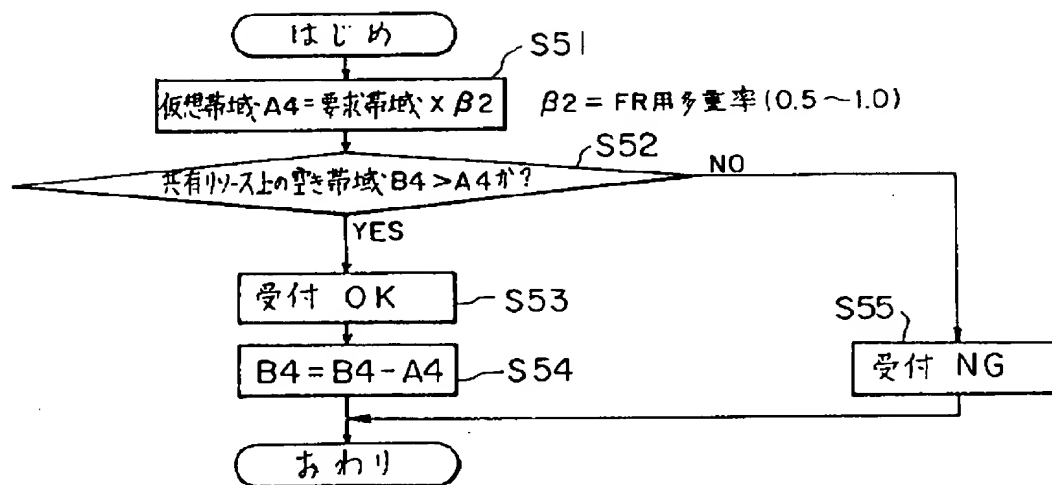 はじめ
S51
仮想帯域A4=要求帯域×β2
β2=FR用多重率(0.5~1.0)
S52
共有リソース上の空き帯域B4>A4か?
NO
YES
受付 OK
S53
S55
B4=B4-A4
S54
受付 NG
おわり